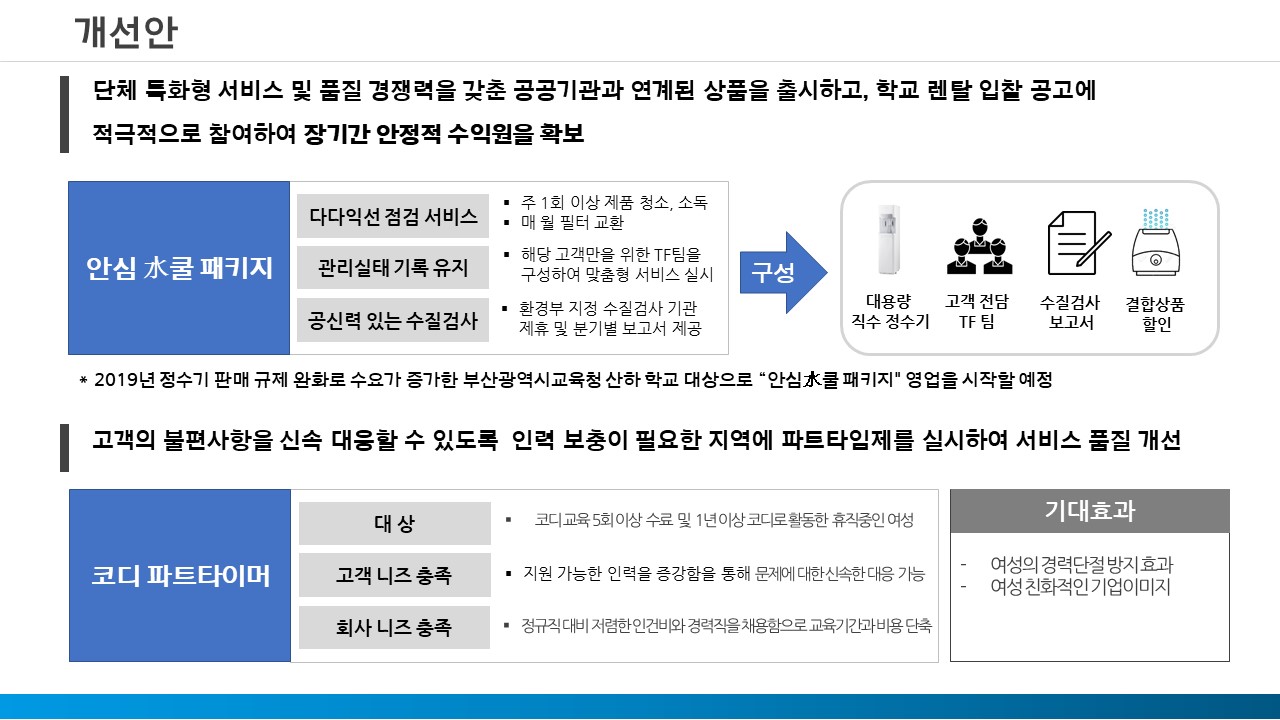 개선안
단체 특화형 서비스 및 품질 경쟁력을 갖춘 공공기관과 연계된 상품을 출시하고, 학교 렌탈 입찰 공고에
적극적으로 참여하여 장기간 안정적 수익원을 확보
안심 水쿨 패키지
다다익선 점검 서비스
▪ 주 1회 이상 제품 청소, 소독
▪ 매 월 필터 교환
관리실태 기록 유지
▪ 해당 고객만을 위한 TF팀을
구성하여 맞춤형 서비스 실시
공신력 있는 수질검사
▪ 환경부 지정 수질검사 기관
제휴 및 분기별 보고서 제공
구성
대용량
직수 정수기
고객 전담
TF 팀
수질검사
보고서
결합상품
할인
* 2019년 정수기 판매 규제 완화로 수요가 증가한 부산광역시교육청 산하 학교 대상으로 “안심水쿨 패키지" 영업을 시작할 예정
고객의 불편사항을 신속 대응할 수 있도록 인력 보충이 필요한 지역에 파트타임제를 실시하여 서비스 품질 개선
코디 파트타이머
대 상
▪ 코디 교육 5회 이상 수료 및 1년 이상 코디로 활동한 휴직중인 여성
고객 니즈 충족
▪ 지원 가능한 인력을 증강함을 통해 문제에 대한 신속한 대응 가능
회사 니즈 충족
▪ 정규직 대비 저렴한 인건비와 경력직을 채용함으로 교육기간과 비용 단축
기대효과
- 여성의 경력단절 방지 효과
- 여성 친화적인 기업이미지